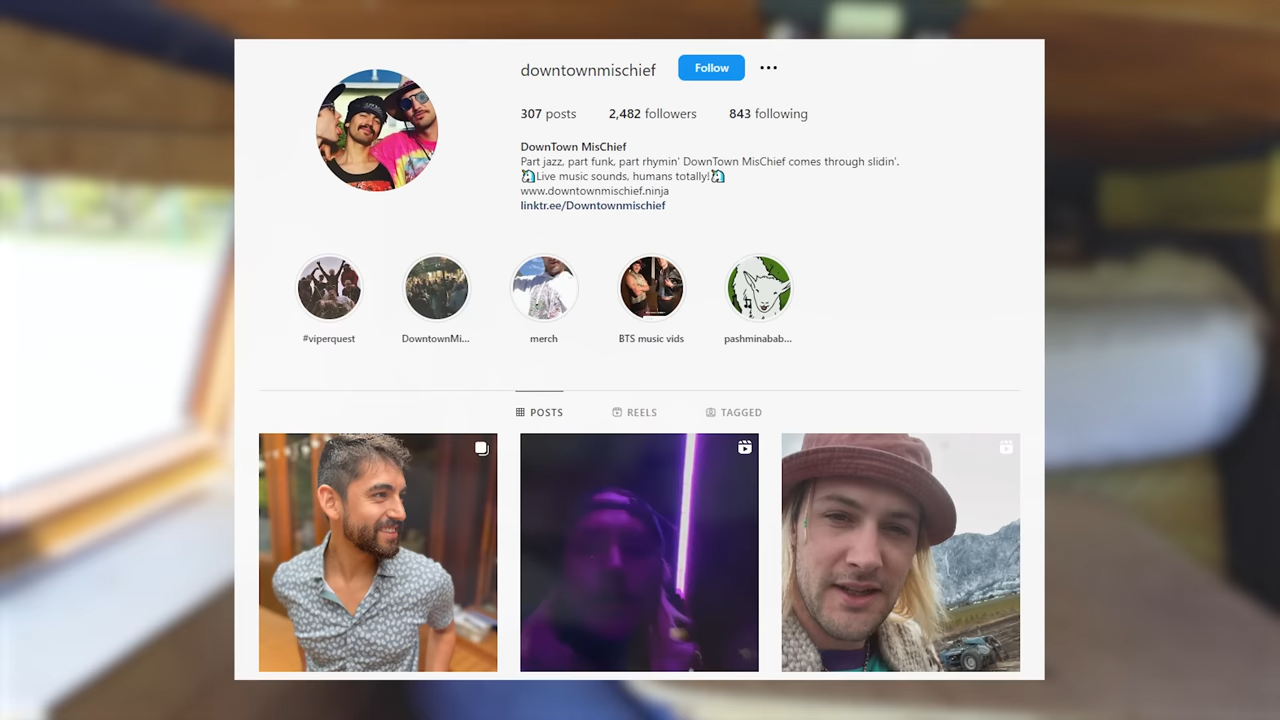 downtownmischief Follow
307 posts 2,482 followers 843 following
DownTown MisChief
Part jazz, part funk, part rhymin' DownTown MisChief comes through slidin'.
Live music sounds, humans totally!
www.downtownmischief.ninja
linktr.ee/Downtownmischief
#viperquest DowntownMi... merch BTS music vids pashminabab...
POSTS REELS TAGGED